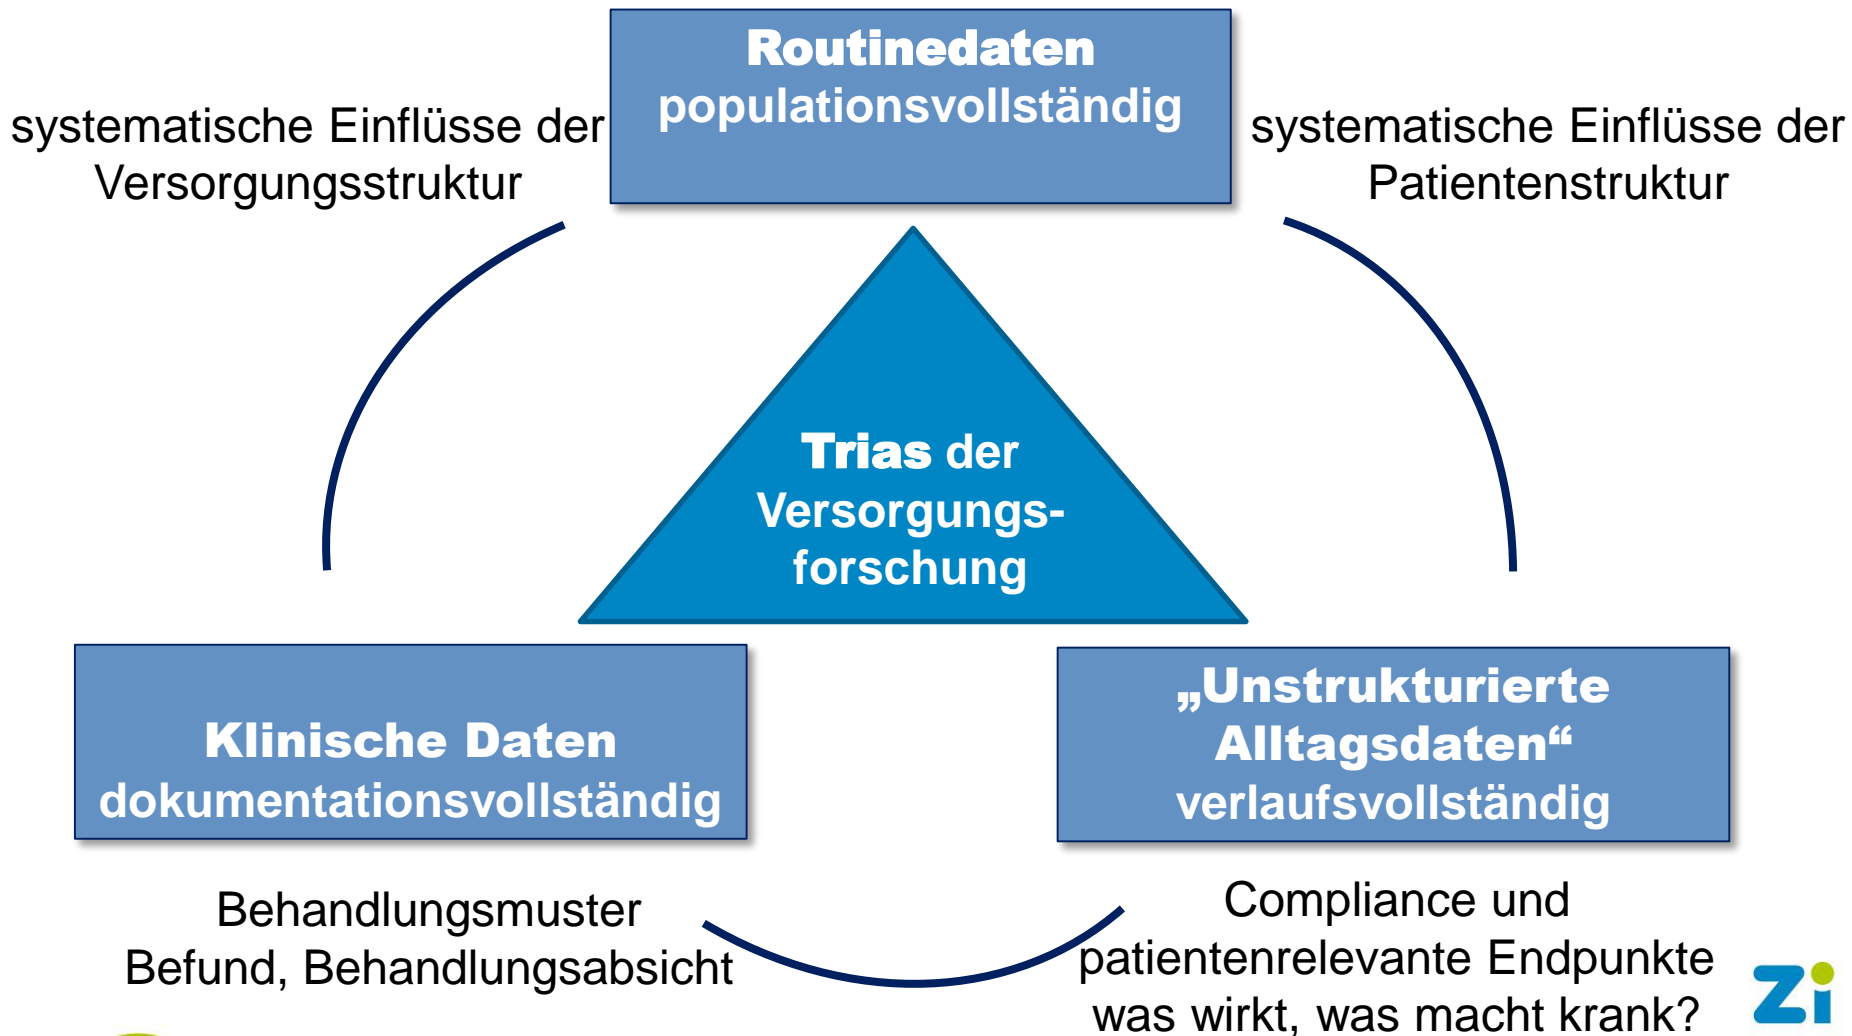 Routinedaten
populationsvollständig
systematische Einflüsse der
Versorgungsstruktur
systematische Einflüsse der
Patientenstruktur
Trias der
Versorgungs-
forschung
Klinische Daten
dokumentationsvollständig
„Unstrukturierte
Alltagsdaten“
verlaufsvollständig
Behandlungsmuster
Befund, Behandlungsabsicht
Compliance und
patientenrelevante Endpunkte
was wirkt, was macht krank?
Zi